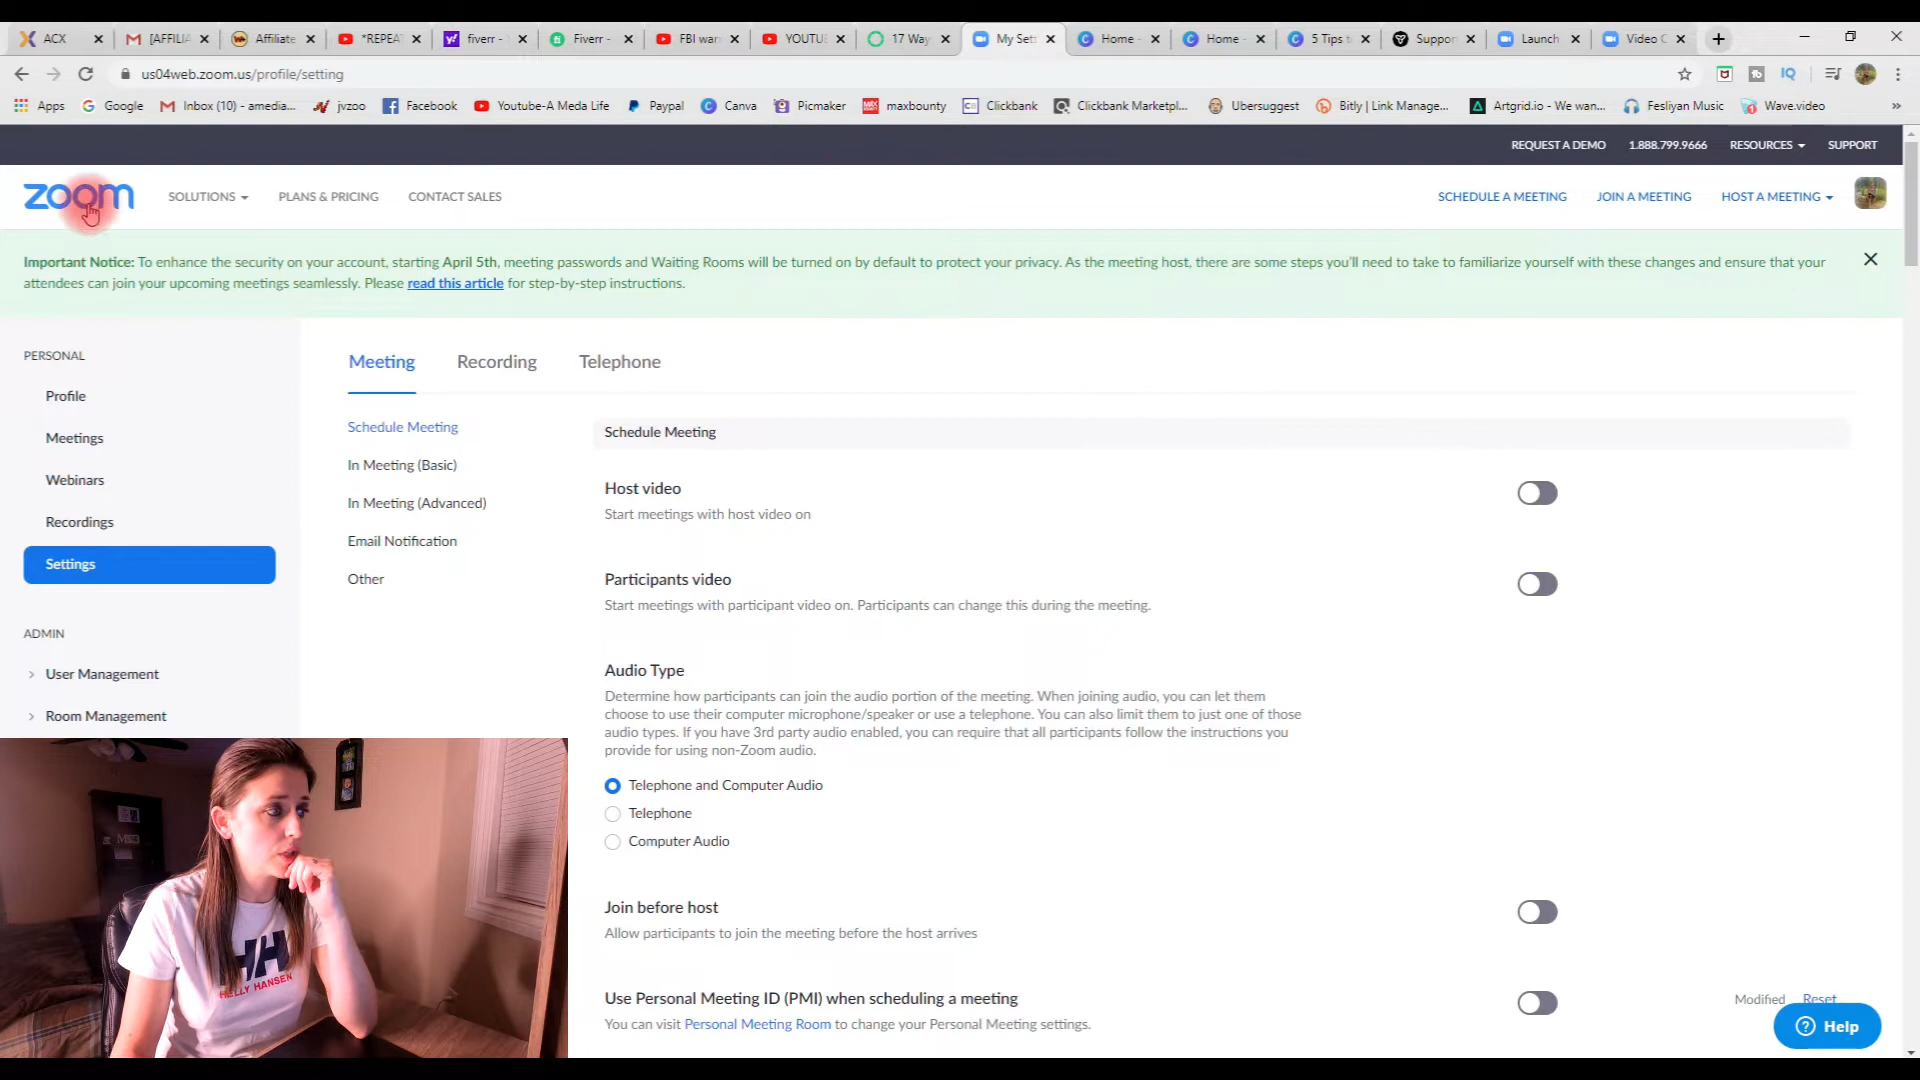 ACX
[AFFILIA
Affiliate
*REPEA
fiverr -
Fiverr -
FBI war
YOUTU
17 Way
My Sett
Home -
Home -
5 Tips t
Suppor
Launch
Video C
us04web.zoom.us/profile/setting
Apps
Google
Inbox (10) - amedia...
jvzoo
Facebook
Youtube-A Meda Life
Paypal
Canva
Picmaker
maxbounty
Clickbank
Clickbank Marketpl...
Ubersuggest
Bitly | Link Manage...
Artgrid.io - We wan...
Fesliyan Music
Wave.video
REQUEST A DEMO
1.888.799.9666
RESOURCES
SUPPORT
zoom
SOLUTIONS
PLANS & PRICING
CONTACT SALES
SCHEDULE A MEETING
JOIN A MEETING
HOST A MEETING
Important Notice: To enhance the security on your account, starting April 5th, meeting passwords and Waiting Rooms will be turned on by default to protect your privacy. As the meeting host, there are some steps you'll need to take to familiarize yourself with these changes and ensure that your
attendees can join your upcoming meetings seamlessly. Please read this article for step-by-step instructions.
PERSONAL
Profile
Meetings
Webinars
Recordings
Settings
ADMIN
User Management
Room Management
Meeting
Recording
Telephone
Schedule Meeting
In Meeting (Basic)
In Meeting (Advanced)
Email Notification
Other
Schedule Meeting
Host video
Start meetings with host video on
Participants video
Start meetings with participant video on. Participants can change this during the meeting.
Audio Type
Determine how participants can join the audio portion of the meeting. When joining audio, you can let them
choose to use their computer microphone/speaker or use a telephone. You can also limit them to just one of those
audio types. If you have 3rd party audio enabled, you can require that all participants follow the instructions you
provide for using non-Zoom audio.
Telephone and Computer Audio
Telephone
Computer Audio
Join before host
Allow participants to join the meeting before the host arrives
Use Personal Meeting ID (PMI) when scheduling a meeting
You can visit Personal Meeting Room to change your Personal Meeting settings.
Modified
Reset
Help
HH
HELLY HANSEN